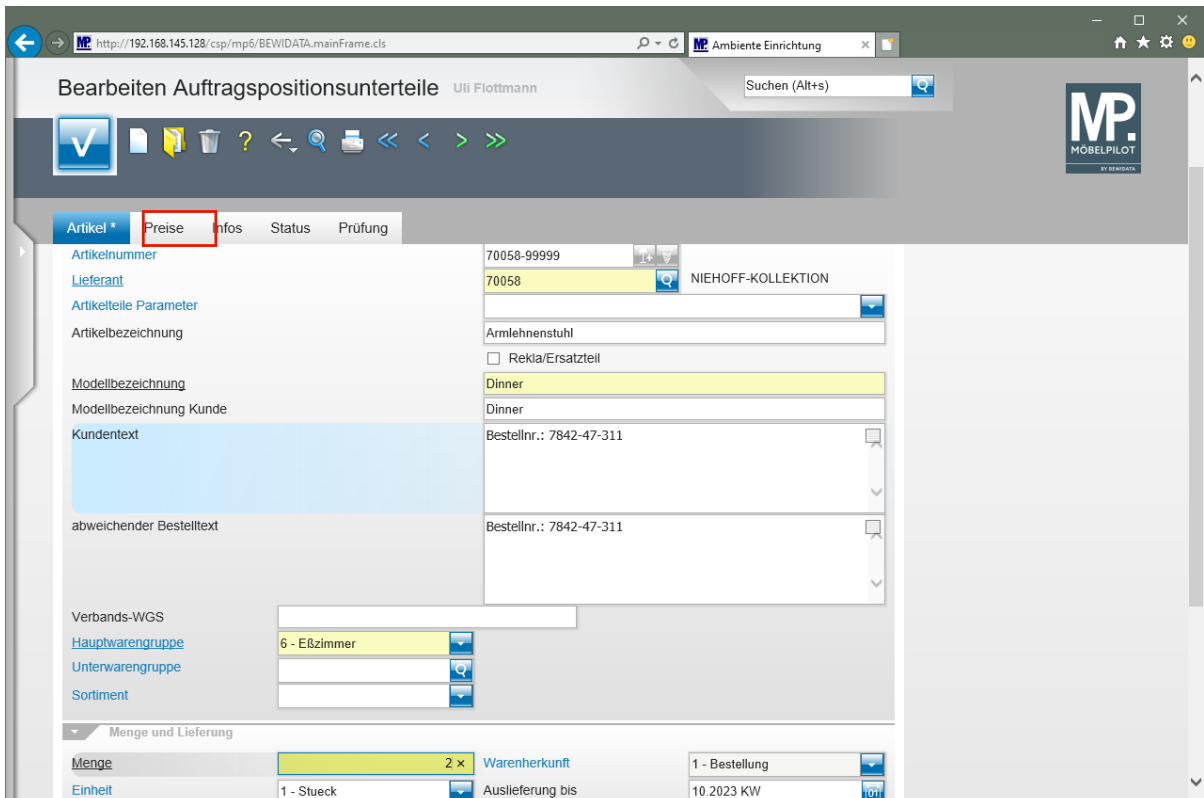 http://192.168.145.128/csp/mp6/BEWIDATA.mainFrame.cls
MP. Ambiente Einrichtung
Bearbeiten Auftragspositionsunterteile Uli Flottmann
Suchen (Alt+s)
MP.
MÖBELPILOT
BY BEWIDATA
Artikel * Preise Infos Status Prüfung
Artikelnummer 70058-99999
Lieferant 70058 NIEHOFF-KOLLEKTION
Artikelteile Parameter
Artikelbezeichnung Armlehnenstuhl
Rekla/Ersatzteil
Modellbezeichnung Dinner
Modellbezeichnung Kunde Dinner
Kundentext Bestellnr.: 7842-47-311
abweichender Bestelltext Bestellnr.: 7842-47-311
Verbands-WGS
Hauptwarengruppe 6 - Eßzimmer
Unterwarengruppe
Sortiment
Menge und Lieferung
Menge 2 × Warenherkunft 1 - Bestellung
Einheit 1 - Stueck Auslieferung bis 10.2023 KW